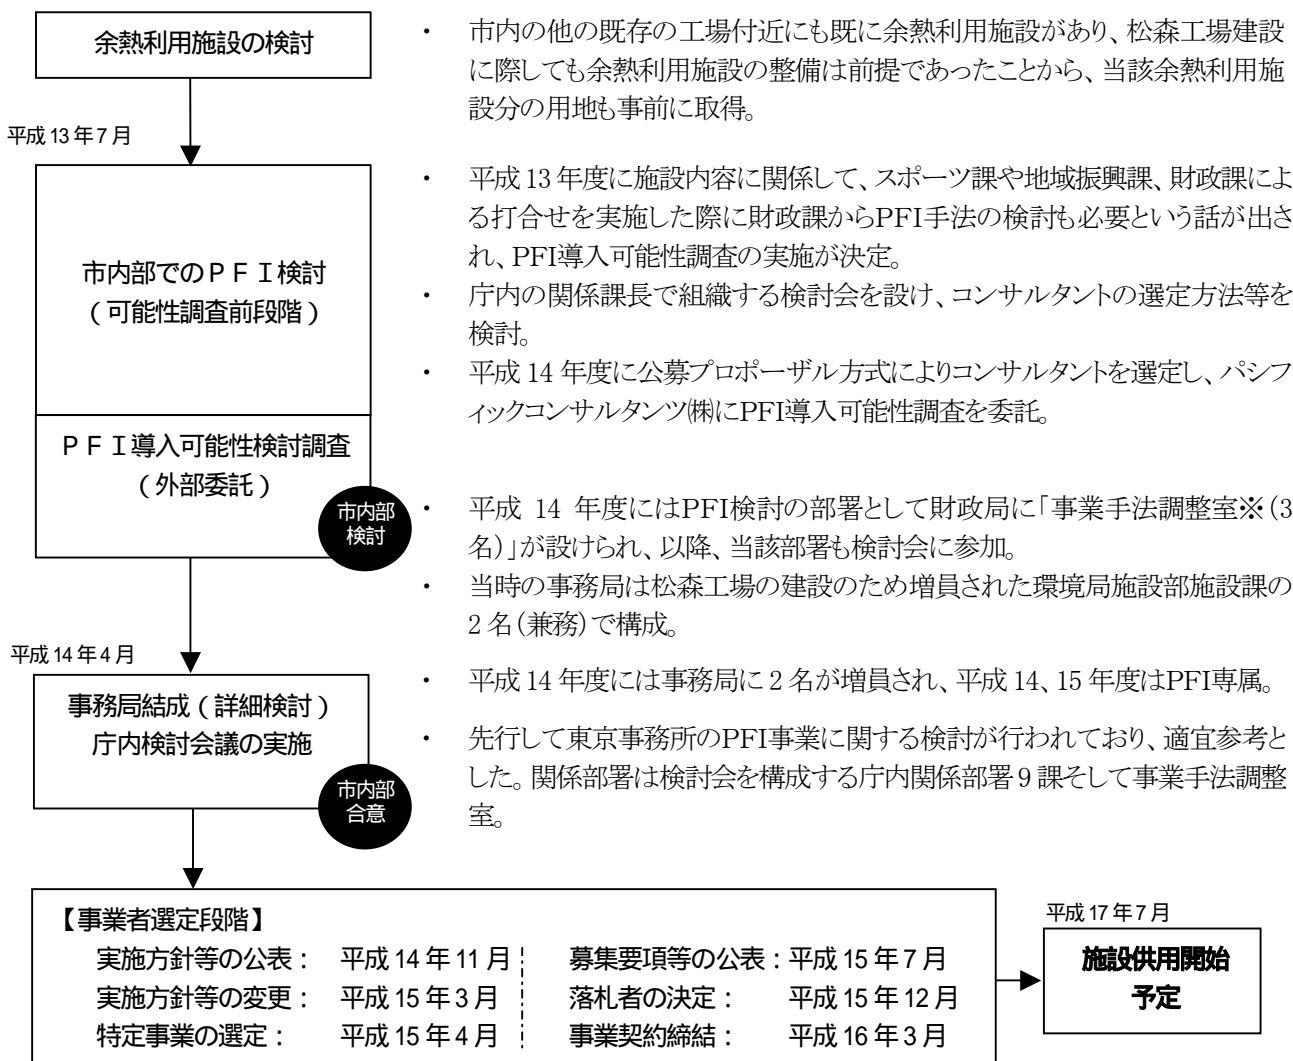 余熱利用施設の検討
・ 市内の他の既存の工場付近にも既に余熱利用施設があり、松森工場建設
に際しても余熱利用施設の整備は前提であったことから、当該余熱利用施
設分の用地も事前に取得。
平成 13 年 7 月
市内部でのPFI検討
(可能性調査前段階)
・ 平成 13 年度に施設内容に関係して、スポーツ課や地域振興課、財政課によ
る打合せを実施した際に財政課からPFI手法の検討も必要という話が出さ
れ、PFI導入可能性調査の実施が決定。
・ 庁内の関係課長で組織する検討会を設け、コンサルタントの選定方法等を
検討。
・ 平成 14 年度に公募プロポーザル方式によりコンサルタントを選定し、パシフ
ィックコンサルタンツ㈱にPFI導入可能性調査を委託。
PFI導入可能性検討調査
(外部委託)
市内部
検討
・ 平成 14 年度にはPFI検討の部署として財政局に「事業手法調整室※(3
名)」が設けられ、以降、当該部署も検討会に参加。
・ 当時の事務局は松森工場の建設のため増員された環境局施設部施設課の
2 名(兼務)で構成。
平成 14 年 4 月
事務局結成(詳細検討)
庁内検討会議の実施
市内部
合意
・ 平成 14 年度には事務局に 2 名が増員され、平成 14、15 年度はPFI専属。
・ 先行して東京事務所のPFI事業に関する検討が行われており、適宜参考と
した。関係部署は検討会を構成する庁内関係部署 9 課そして事業手法調整
室。
【事業者選定段階】
実施方針等の公表: 平成 14 年 11 月 募集要項等の公表:平成 15 年 7 月
実施方針等の変更: 平成 15 年 3 月 落札者の決定: 平成 15 年 12 月
特定事業の選定: 平成 15 年 4 月 事業契約締結: 平成 16 年 3 月
平成 17 年 7 月
施設供用開始
予定